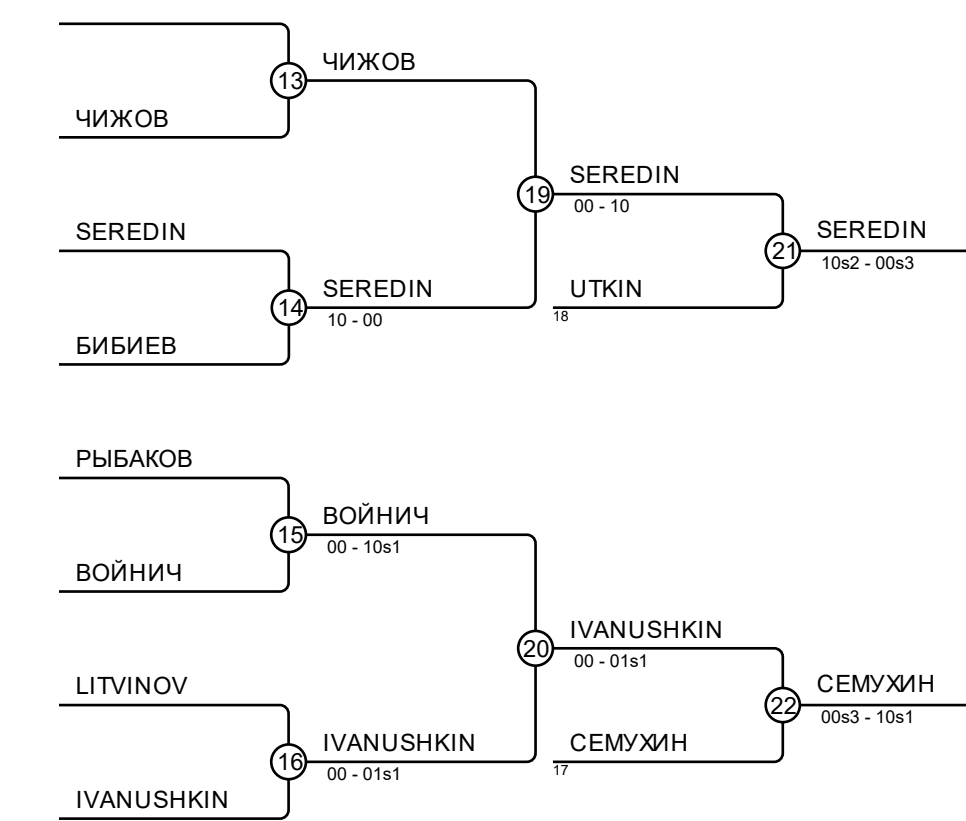 ЧИЖОВ
13
ЧИЖОВ
SEREDIN
19
00 - 10
SEREDIN
SEREDIN
21
10s2 - 00s3
14
SEREDIN
10 - 00
UTKIN
18
БИБИЕВ
РЫБАКОВ
15
ВОЙНИЧ
00 - 10s1
ВОЙНИЧ
IVANUSHKIN
20
00 - 01s1
LITVINOV
СЕМУХИН
22
00s3 - 10s1
16
IVANUSHKIN
00 - 01s1
СЕМУХИН
17
IVANUSHKIN